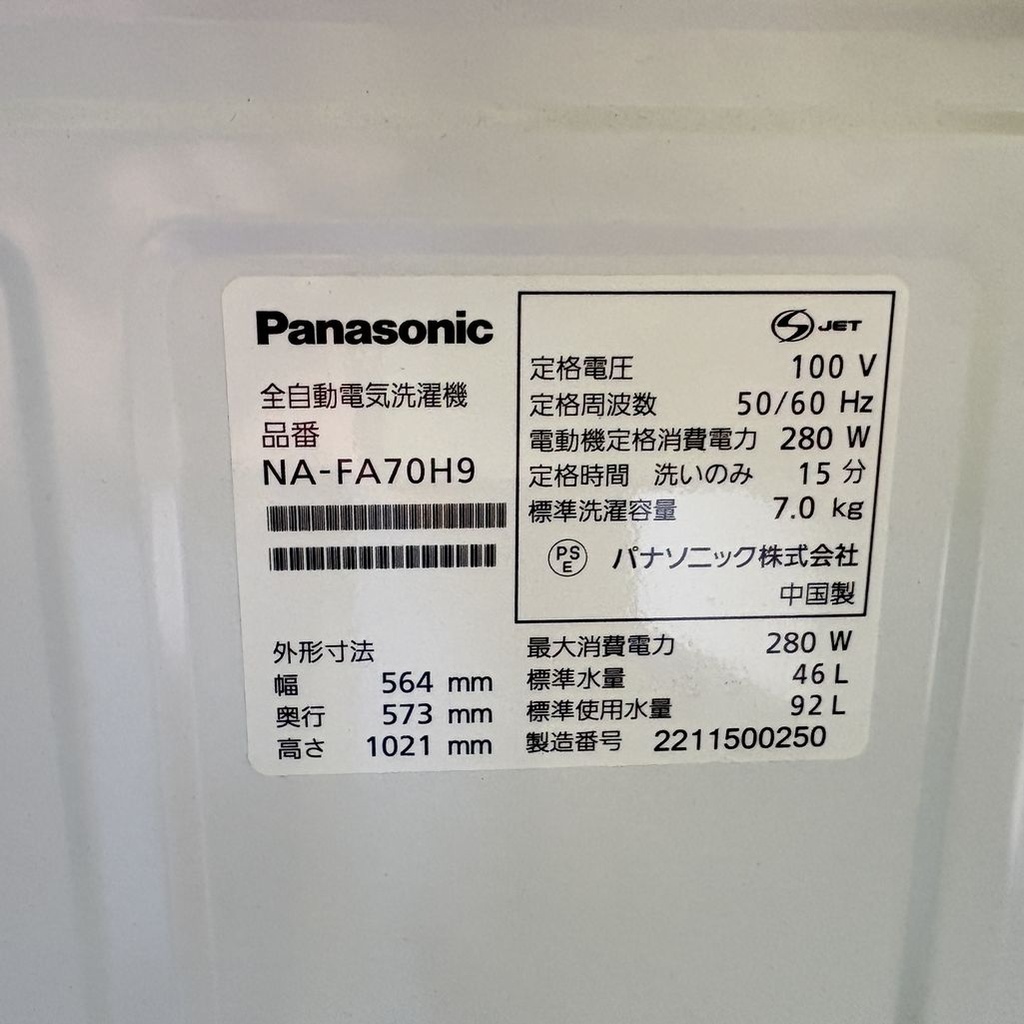 Panasonic
全自動電気洗濯機
品番
NA-FA70H9
外形寸法
幅 564 mm
奥行 573 mm
高さ 1021 mm
S JET
定格電圧 100 V
定格周波数 50/60 Hz
電動機定格消費電力 280 W
定格時間 洗いのみ 15 分
標準洗濯容量 7.0 kg
PS E パナソニック株式会社
中国製
最大消費電力 280 W
標準水量 46 L
標準使用水量 92 L
製造番号 2211500250